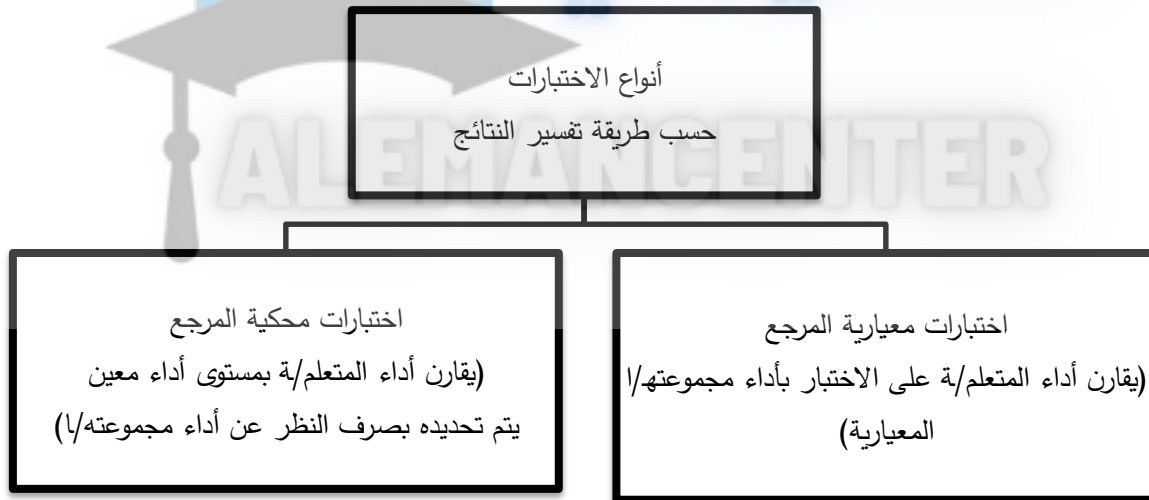 أنواع الاختبارات
حسب طريقة تفسير النتائج
ALEMANCENTER
اختبارات معيارية المرجع
(يقارن أداء المتعلم/ة على الاختبار بأداء مجموعته/ا
المعيارية)
اختبارات محكية المرجع
(يقارن أداء المتعلم/ة بمستوى أداء معين
يتم تحديده بصرف النظر عن أداء مجموعته/ا)